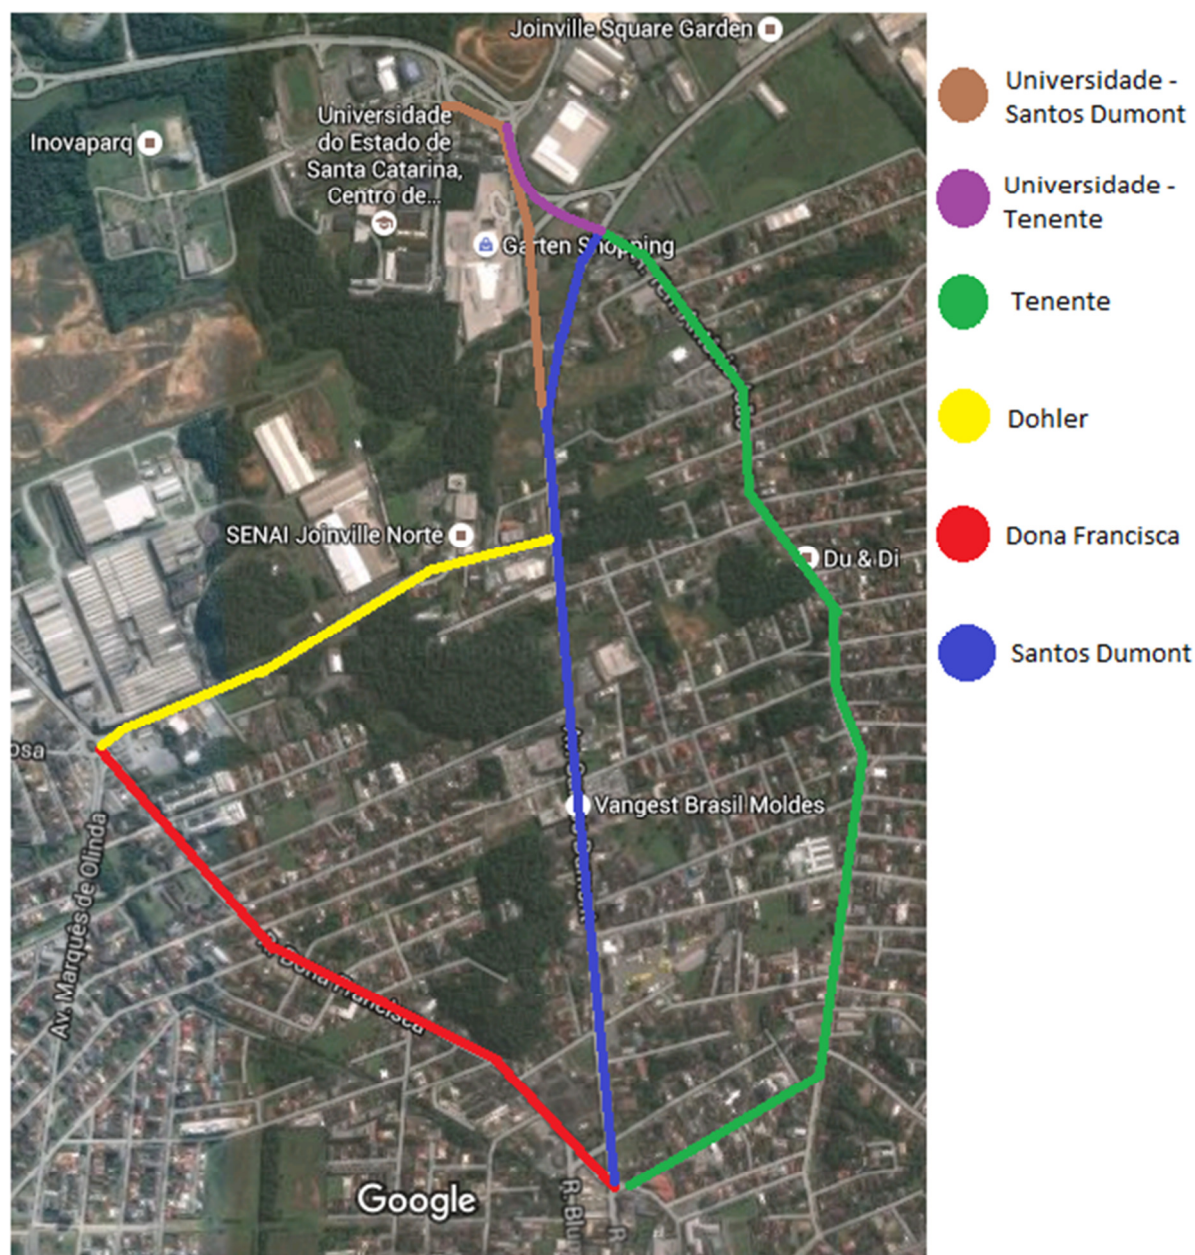 Joinville Square Garden
Universidade
do Estado de
Santa Catarina,
Centro de...
Inovaparq
Garten Shopping
SENAI Joinville Norte
Du & Di
osa
Vangest Brasil Moldes
Av. Marquês de Olinda
R. Dona Francisca
Google
R. Blu
R.
Universidade -
Santos Dumont
Universidade -
Tenente
Tenente
Dohler
Dona Francisca
Santos Dumont